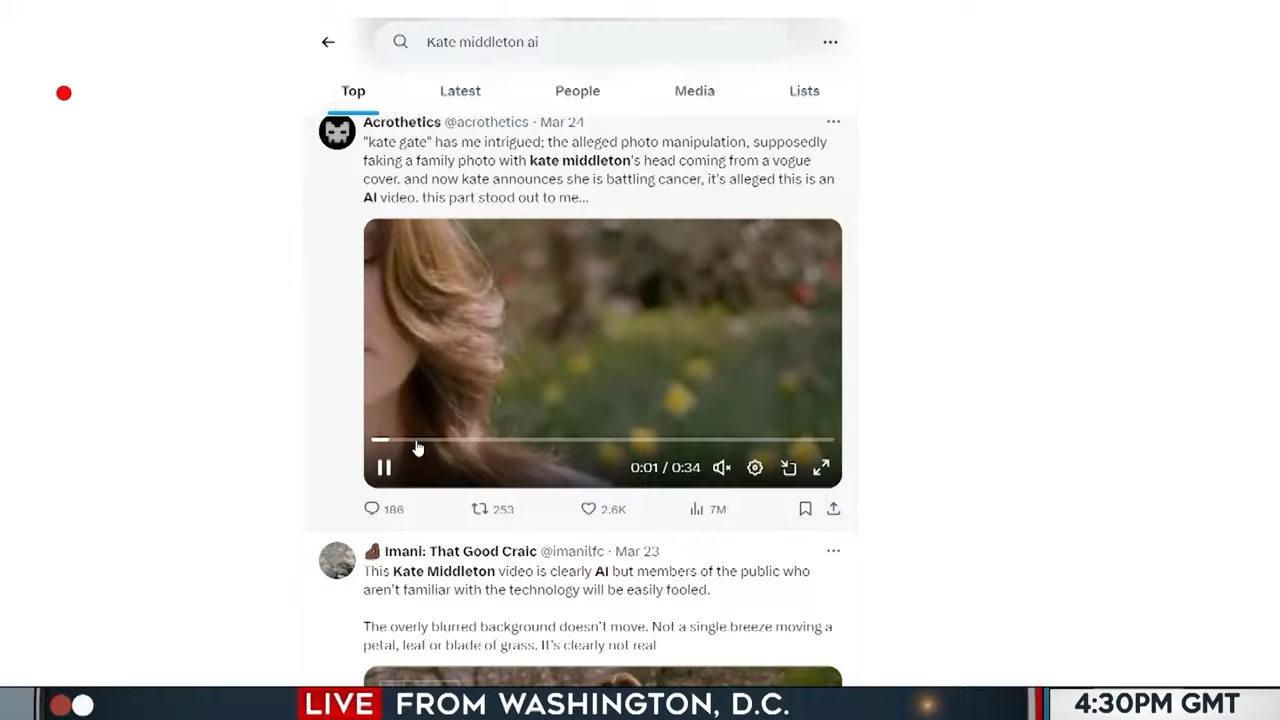 Kate middleton ai
Top Latest People Media Lists
Acrothetics @acrothetics · Mar 24
"kate gate" has me intrigued; the alleged photo manipulation, supposedly
faking a family photo with kate middleton's head coming from a vogue
cover. and now kate announces she is battling cancer, it's alleged this is an
AI video. this part stood out to me...
0:01 / 0:34
186 253 2.6K 7M
Imani: That Good Craic @imanilfc · Mar 23
This Kate Middleton video is clearly AI but members of the public who
aren't familiar with the technology will be easily fooled.
The overly blurred background doesn't move. Not a single breeze moving a
petal, leaf or blade of grass. It's clearly not real
LIVE FROM WASHINGTON, D.C. 4:30PM GMT